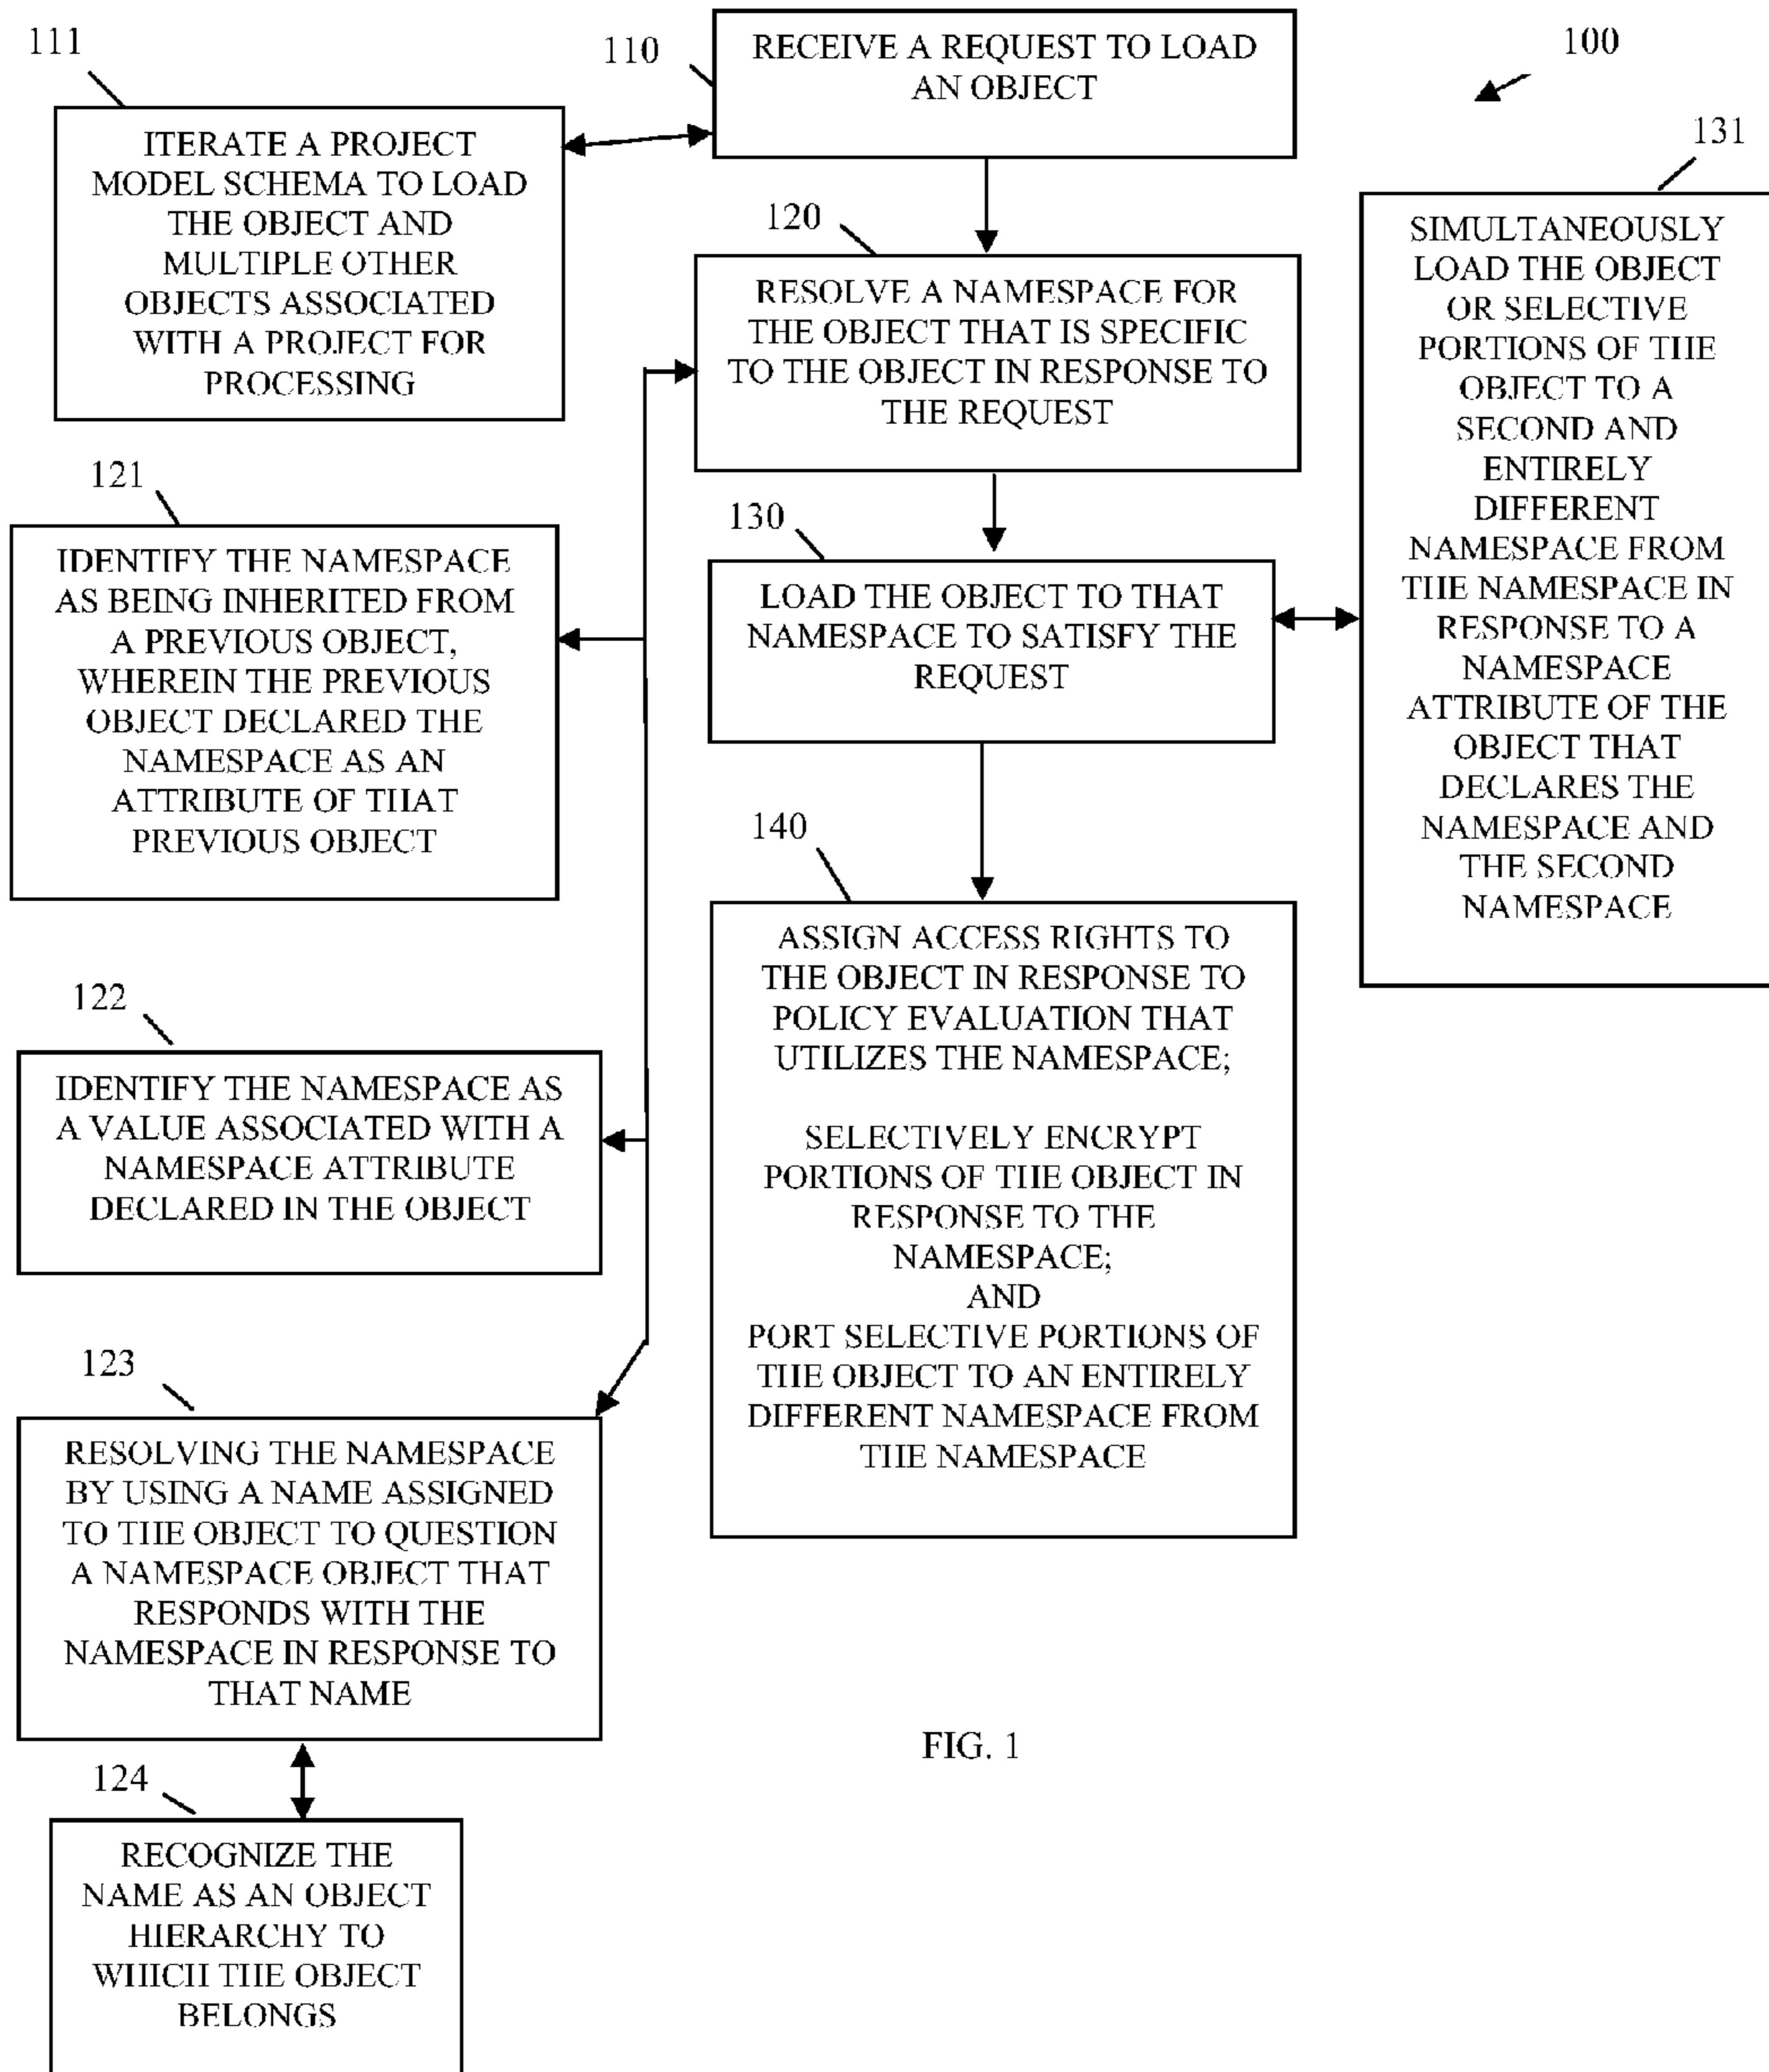 111
110
RECEIVE A REQUEST TO LOAD
AN OBJECT
100
ITERATE A PROJECT
MODEL SCHEMA TO LOAD
THE OBJECT AND
MULTIPLE OTHER
OBJECTS ASSOCIATED
WITH A PROJECT FOR
PROCESSING
131
120
RESOLVE A NAMESPACE FOR
THE OBJECT THAT IS SPECIFIC
TO THE OBJECT IN RESPONSE TO
THE REQUEST
SIMULTANEOUSLY
LOAD THE OBJECT
OR SELECTIVE
PORTIONS OF THE
OBJECT TO A
SECOND AND
ENTIRELY
DIFFERENT
NAMESPACE FROM
THE NAMESPACE IN
RESPONSE TO A
NAMESPACE
ATTRIBUTE OF THE
OBJECT THAT
DECLARES THE
NAMESPACE AND
THE SECOND
NAMESPACE
121
IDENTIFY THE NAMESPACE
AS BEING INHERITED FROM
A PREVIOUS OBJECT,
WHEREIN THE PREVIOUS
OBJECT DECLARED THE
NAMESPACE AS AN
ATTRIBUTE OF THAT
PREVIOUS OBJECT
130
LOAD THE OBJECT TO THAT
NAMESPACE TO SATISFY THE
REQUEST
140
ASSIGN ACCESS RIGHTS TO
THE OBJECT IN RESPONSE TO
POLICY EVALUATION THAT
UTILIZES THE NAMESPACE;
SELECTIVELY ENCRYPT
PORTIONS OF THE OBJECT IN
RESPONSE TO THE
NAMESPACE;
AND
PORT SELECTIVE PORTIONS OF
THE OBJECT TO AN ENTIRELY
DIFFERENT NAMESPACE FROM
THE NAMESPACE
122
IDENTIFY THE NAMESPACE AS
A VALUE ASSOCIATED WITH A
NAMESPACE ATTRIBUTE
DECLARED IN THE OBJECT
123
RESOLVING THE NAMESPACE
BY USING A NAME ASSIGNED
TO THE OBJECT TO QUESTION
A NAMESPACE OBJECT THAT
RESPONDS WITH THE
NAMESPACE IN RESPONSE TO
THAT NAME
124
RECOGNIZE THE
NAME AS AN OBJECT
HIERARCHY TO
WHICH THE OBJECT
BELONGS
FIG. 1